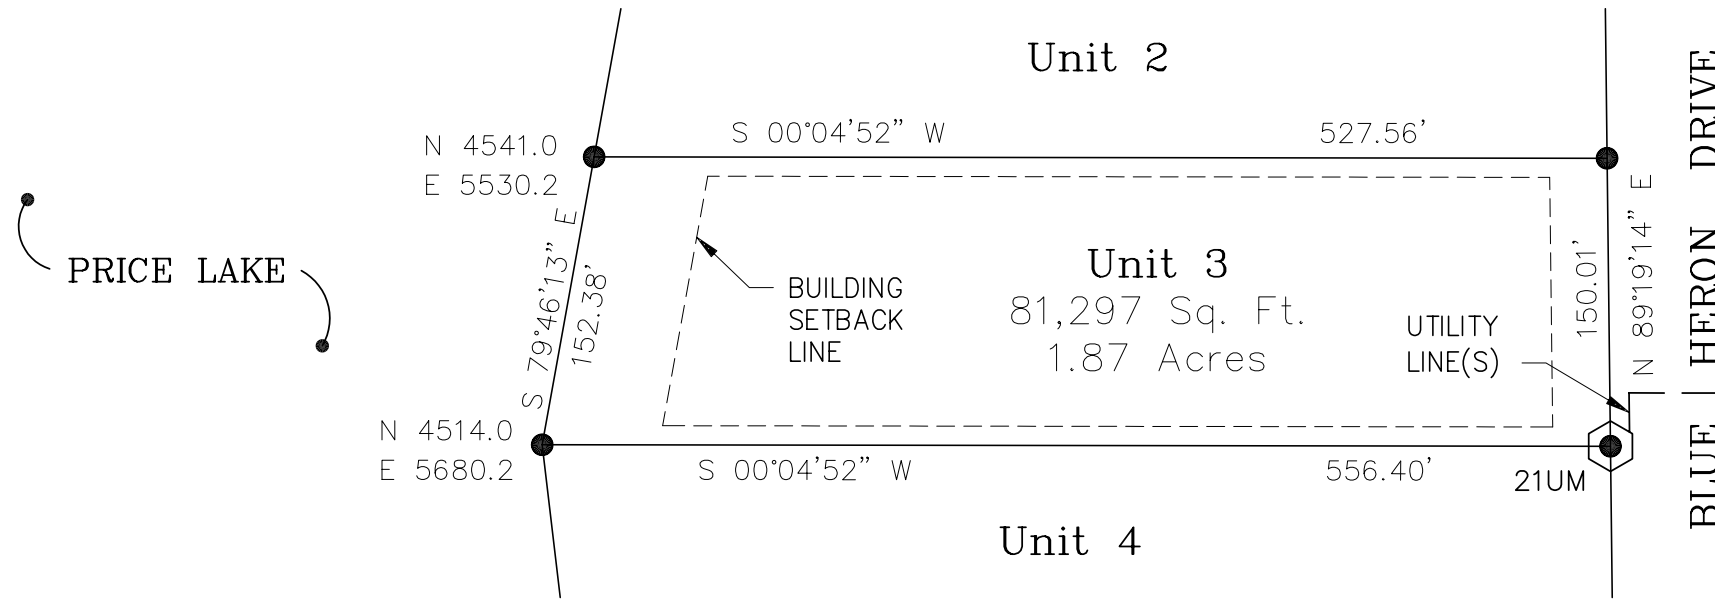 Unit 2
S 00°04'52" W
527.56'
N 4541.0
E 5530.2
PRICE LAKE
S 79°46'13" E
152.38'
BUILDING
SETBACK
LINE
Unit 3
81,297 Sq. Ft.
1.87 Acres
UTILITY
LINE(S)
150.01'
N 89°19'14" E
BLUE HERON DRIVE
N 4514.0
E 5680.2
S 00°04'52" W
556.40'
21UM
Unit 4